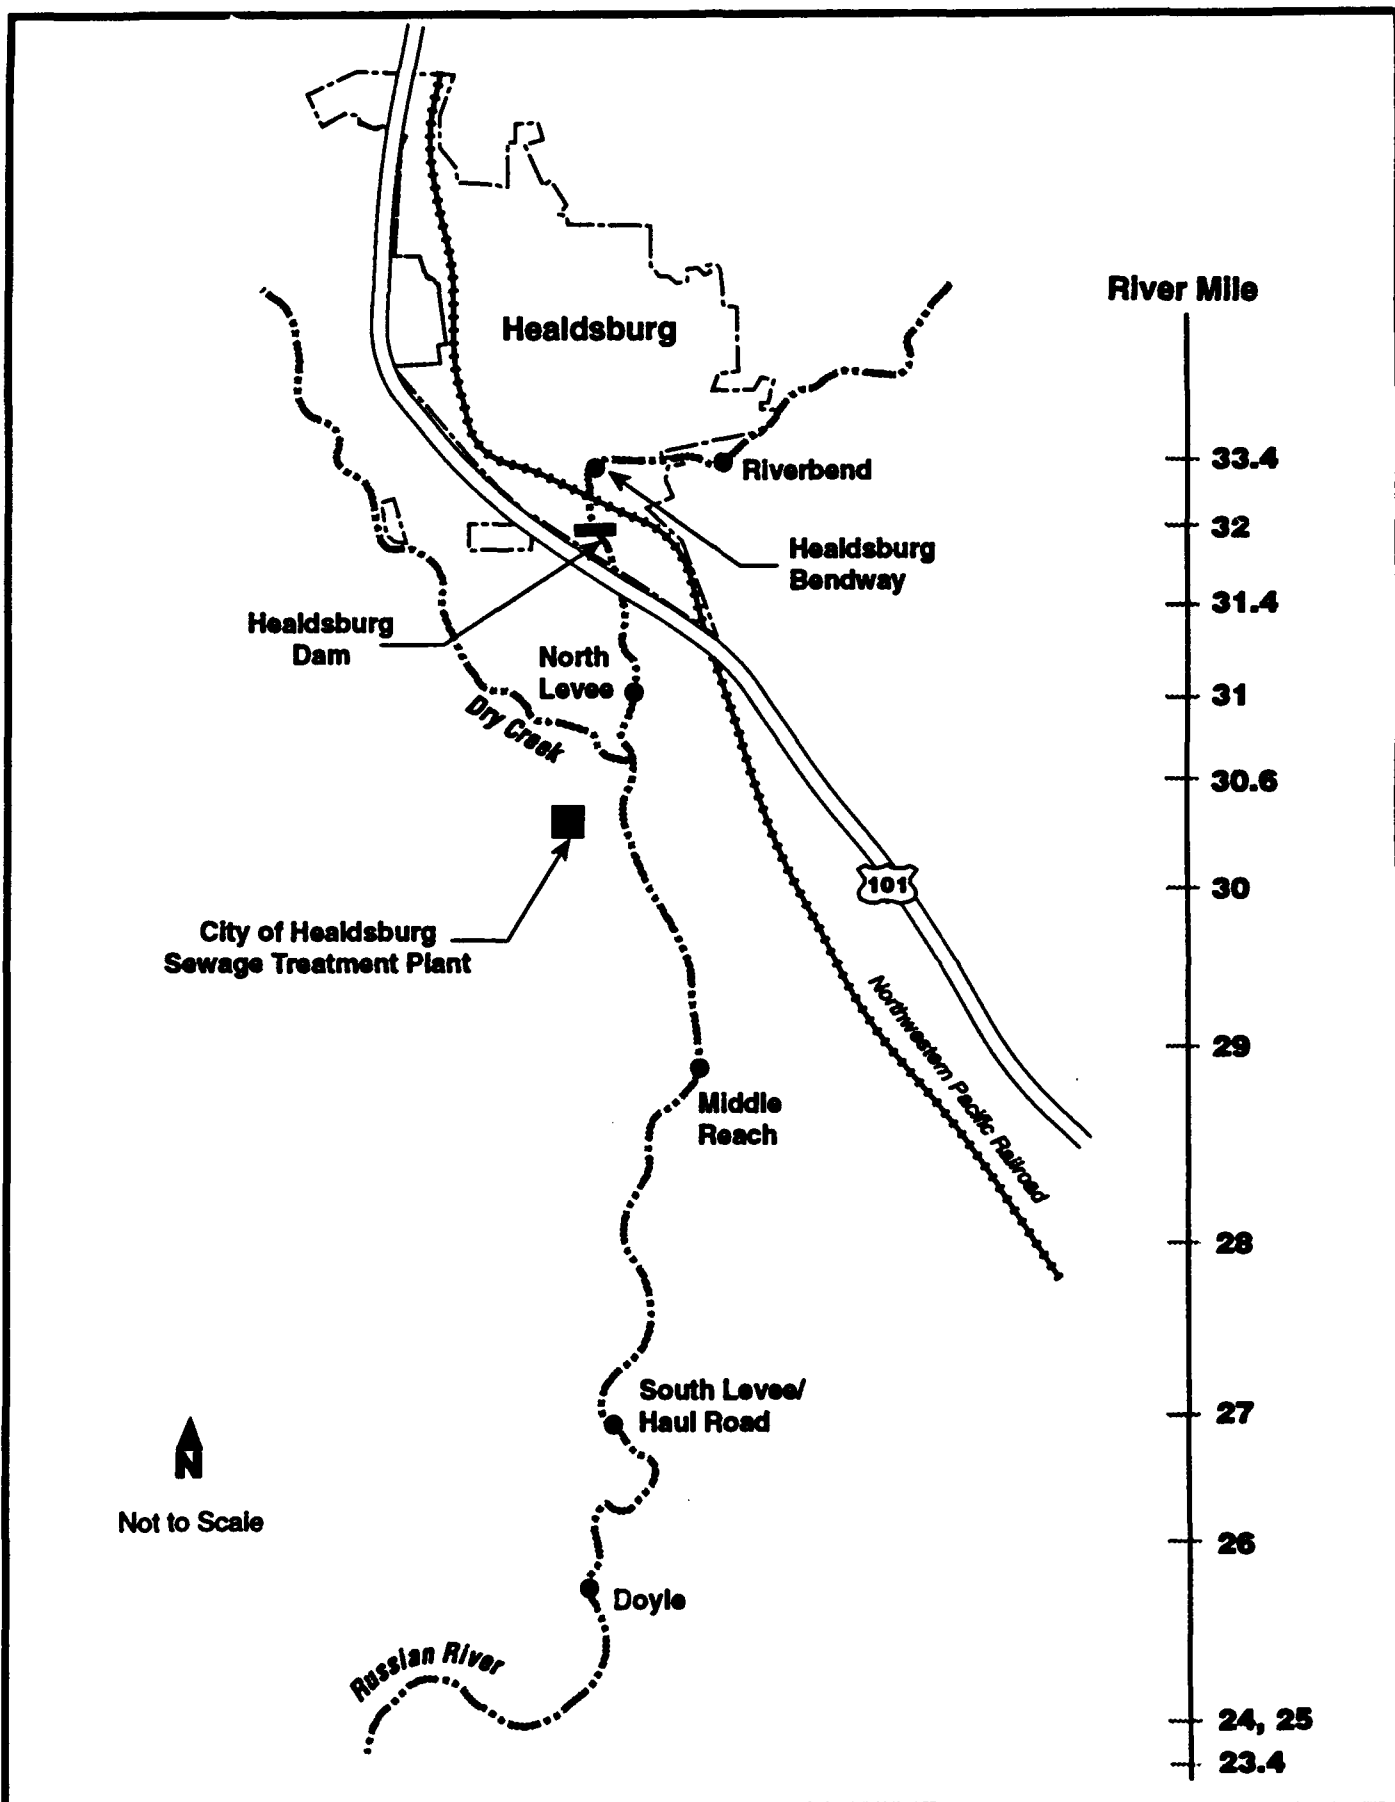 River Mile
Healdsburg
33.4
Riverbend
32
Healdsburg
Bendway
31.4
Healdsburg
Dam
North
Levee
31
Dry Creek
30.6
101
30
City of Healdsburg
Sewage Treatment Plant
Northwestern Pacific Railroad
29
Middle
Reach
28
South Levee/
Haul Road
27
N
Not to Scale
26
Doyle
Russian River
24, 25
23.4